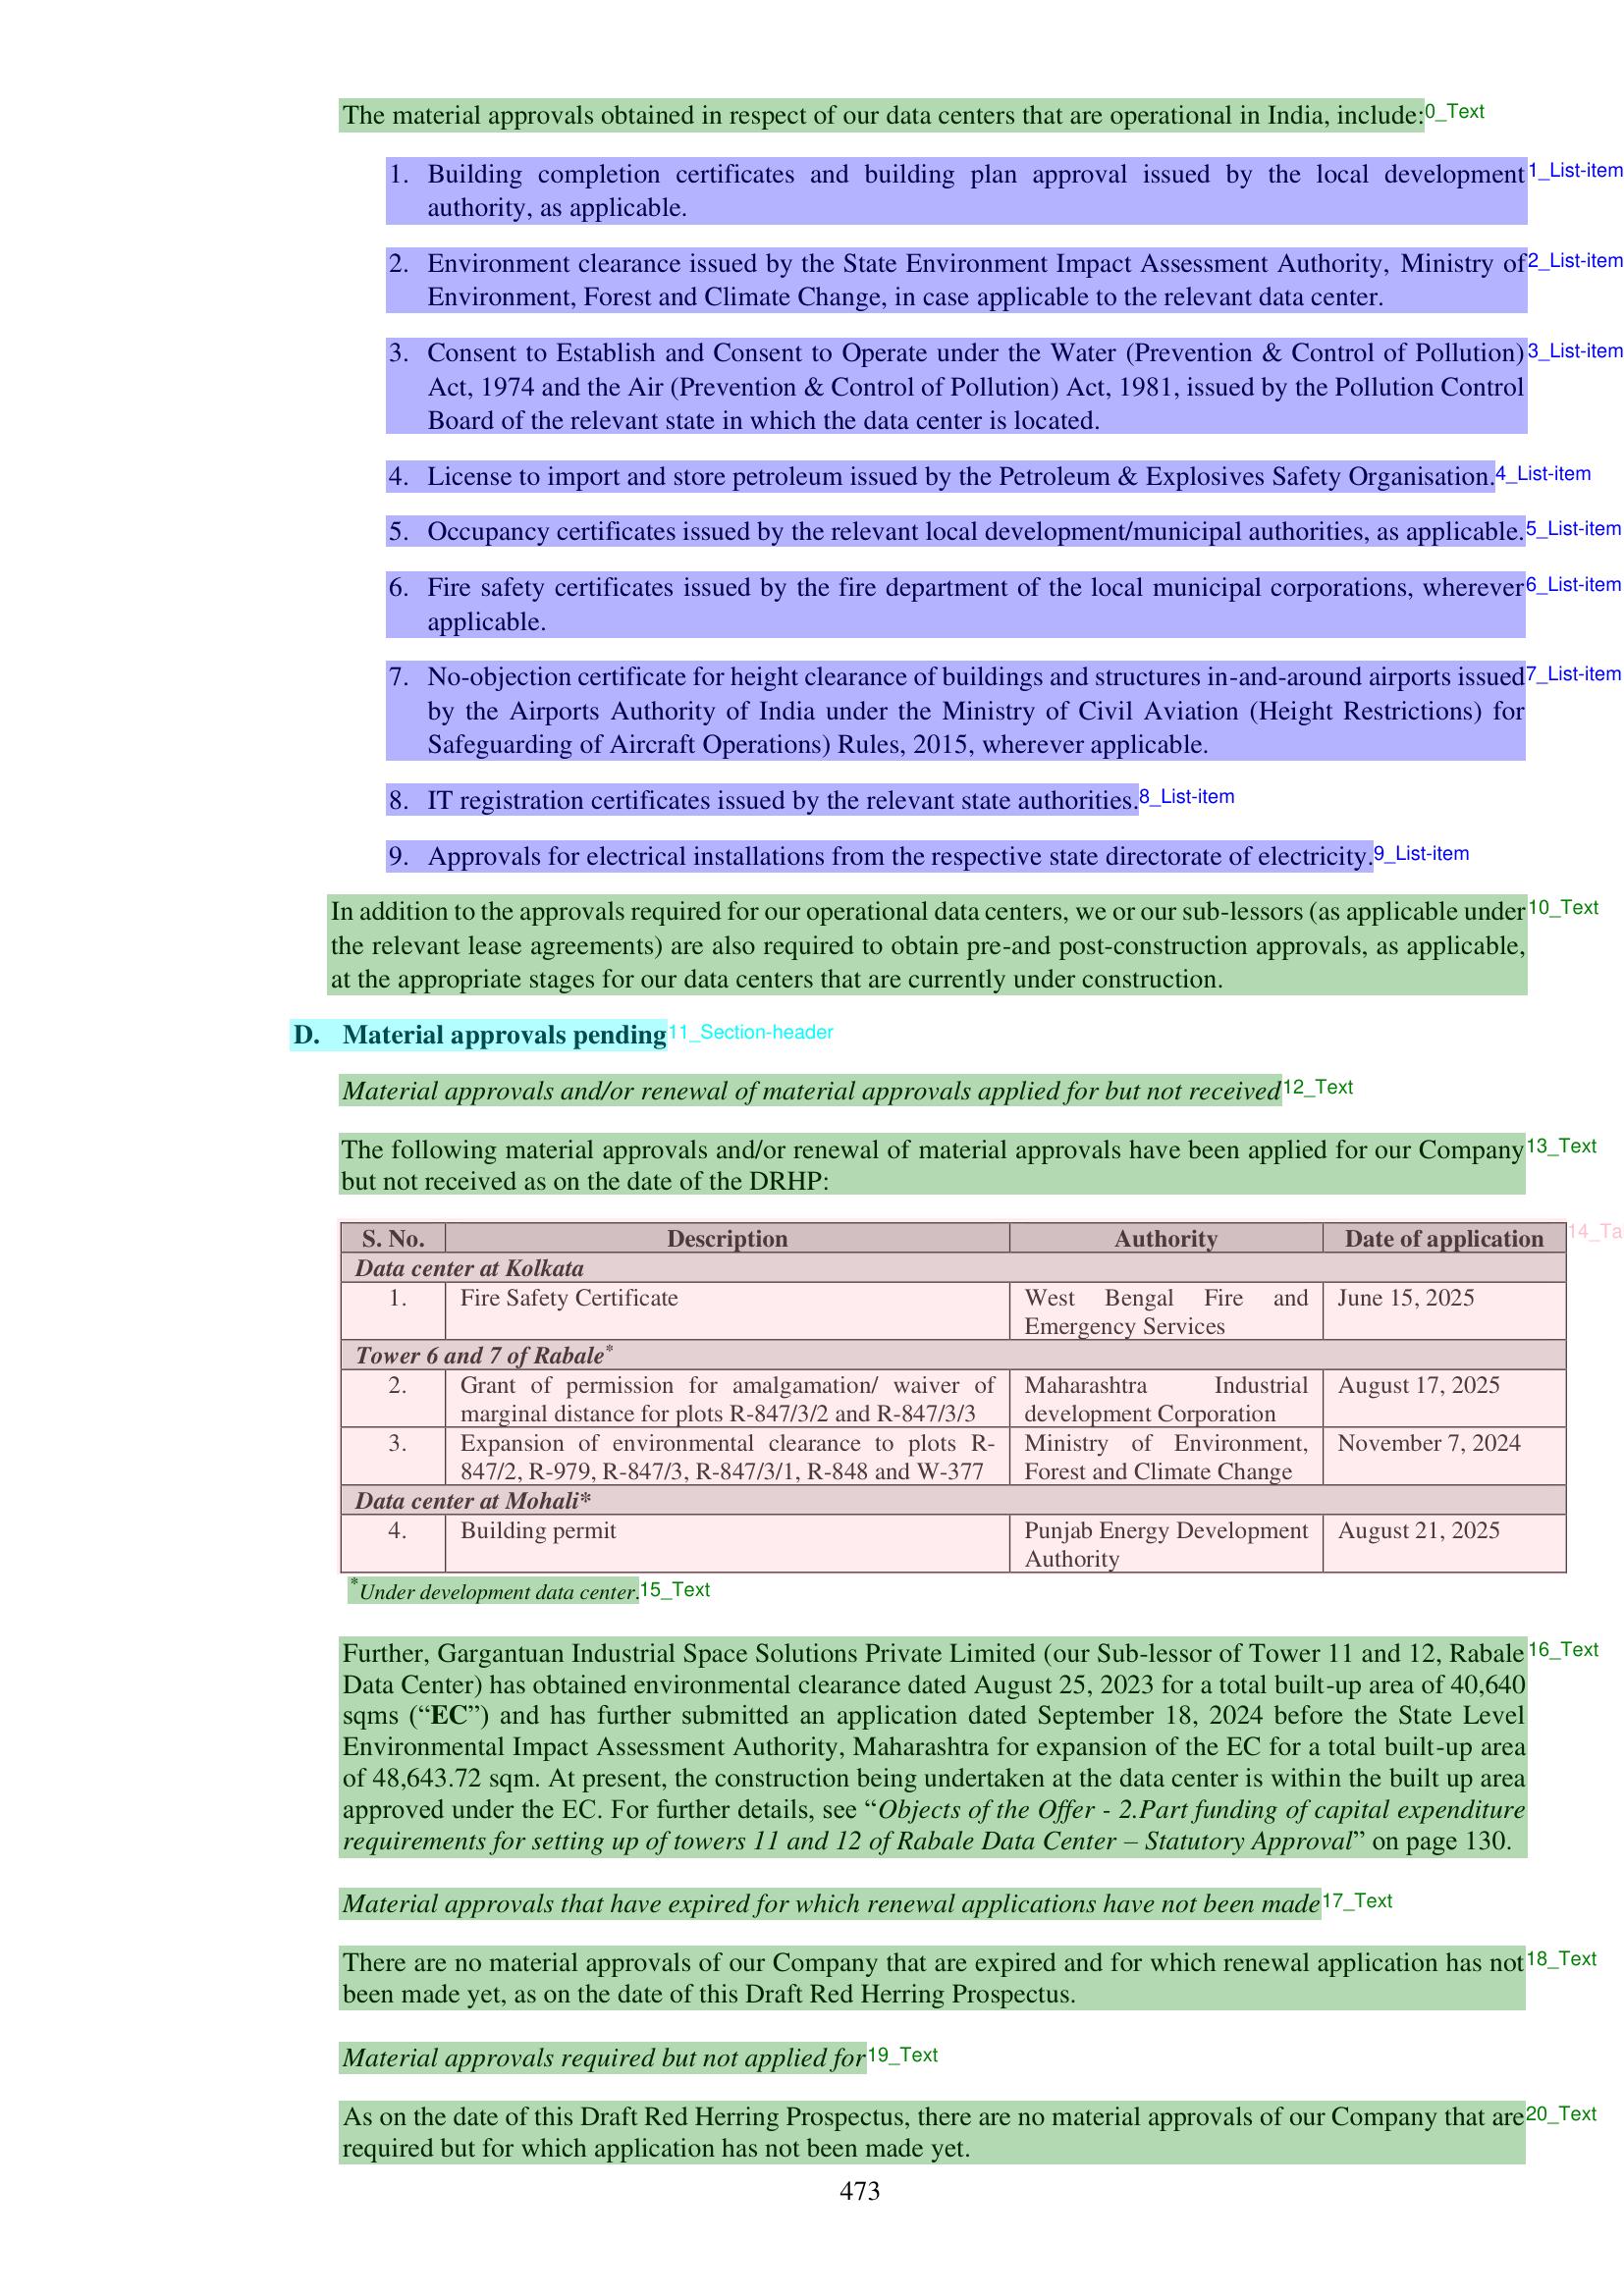 The material approvals obtained in respect of our data centers that are operational in India, include:0_Text
1. Building completion certificates and building plan approval issued by the local development 1_List-item
authority, as applicable.
2. Environment clearance issued by the State Environment Impact Assessment Authority, Ministry of 2_List-item
Environment, Forest and Climate Change, in case applicable to the relevant data center.
3. Consent to Establish and Consent to Operate under the Water (Prevention & Control of Pollution) 3_List-item
Act, 1974 and the Air (Prevention & Control of Pollution) Act, 1981, issued by the Pollution Control
Board of the relevant state in which the data center is located.
4. License to import and store petroleum issued by the Petroleum & Explosives Safety Organisation. 4_List-item
5. Occupancy certificates issued by the relevant local development/municipal authorities, as applicable. 5_List-item
6. Fire safety certificates issued by the fire department of the local municipal corporations, wherever 6_List-item
applicable.
7. No-objection certificate for height clearance of buildings and structures in-and-around airports issued 7_List-item
by the Airports Authority of India under the Ministry of Civil Aviation (Height Restrictions) for
Safeguarding of Aircraft Operations) Rules, 2015, wherever applicable.
8. IT registration certificates issued by the relevant state authorities. 8_List-item
9. Approvals for electrical installations from the respective state directorate of electricity. 9_List-item
In addition to the approvals required for our operational data centers, we or our sub-lessors (as applicable under 10_Text
the relevant lease agreements) are also required to obtain pre-and post-construction approvals, as applicable,
at the appropriate stages for our data centers that are currently under construction.
D. Material approvals pending 11_Section-header
Material approvals and/or renewal of material approvals applied for but not received 12_Text
The following material approvals and/or renewal of material approvals have been applied for our Company 13_Text
but not received as on the date of the DRHP:
S. No. Description Authority Date of application 14_Ta
Data center at Kolkata
1. Fire Safety Certificate West Bengal Fire and June 15, 2025
Emergency Services
Tower 6 and 7 of Rabale*
2. Grant of permission for amalgamation/ waiver of Maharashtra Industrial August 17, 2025
marginal distance for plots R-847/3/2 and R-847/3/3 development Corporation
3. Expansion of environmental clearance to plots R- Ministry of Environment, November 7, 2024
847/2, R-979, R-847/3, R-847/3/1, R-848 and W-377 Forest and Climate Change
Data center at Mohali*
4. Building permit Punjab Energy Development August 21, 2025
Authority
*Under development data center. 15_Text
Further, Gargantuan Industrial Space Solutions Private Limited (our Sub-lessor of Tower 11 and 12, Rabale 16_Text
Data Center) has obtained environmental clearance dated August 25, 2023 for a total built-up area of 40,640
sqms (“EC”) and has further submitted an application dated September 18, 2024 before the State Level
Environmental Impact Assessment Authority, Maharashtra for expansion of the EC for a total built-up area
of 48,643.72 sqm. At present, the construction being undertaken at the data center is within the built up area
approved under the EC. For further details, see “Objects of the Offer - 2.Part funding of capital expenditure
requirements for setting up of towers 11 and 12 of Rabale Data Center – Statutory Approval” on page 130.
Material approvals that have expired for which renewal applications have not been made 17_Text
There are no material approvals of our Company that are expired and for which renewal application has not 18_Text
been made yet, as on the date of this Draft Red Herring Prospectus.
Material approvals required but not applied for 19_Text
As on the date of this Draft Red Herring Prospectus, there are no material approvals of our Company that are 20_Text
required but for which application has not been made yet.
473